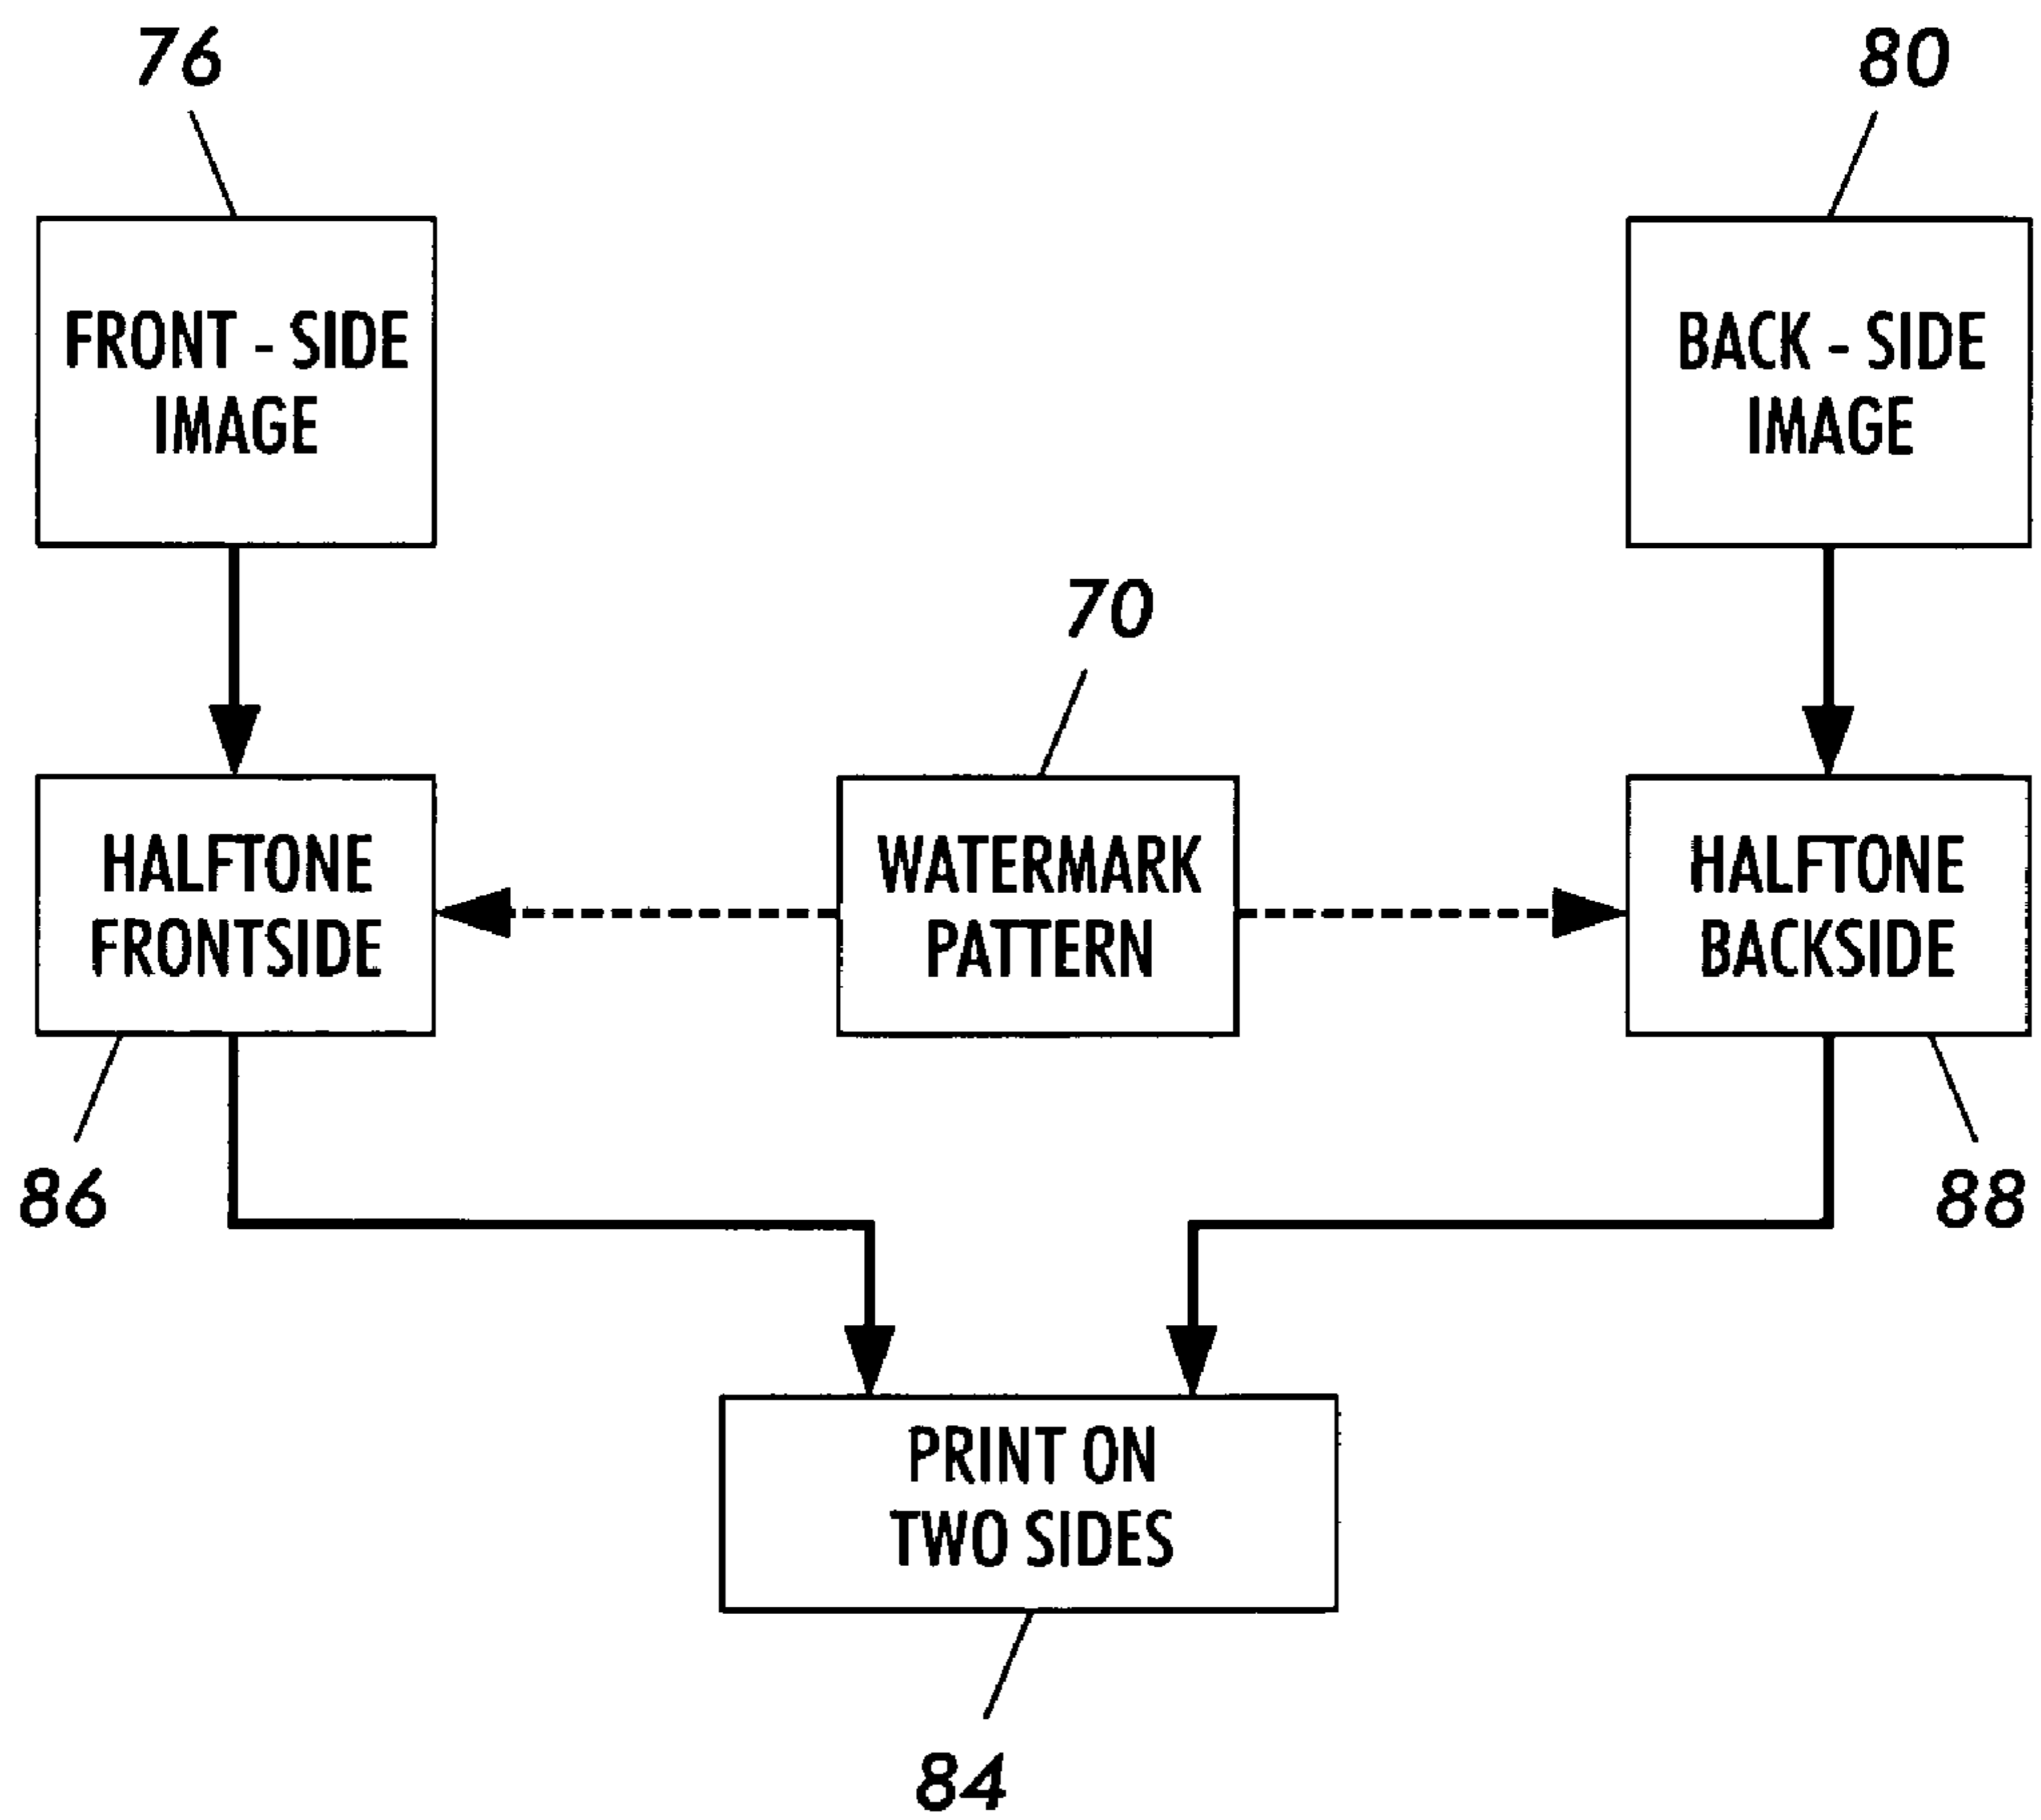 76
80
FRONT - SIDE
IMAGE
BACK - SIDE
IMAGE
70
HALFTONE
FRONTSIDE
WATERMARK
PATTERN
HALFTONE
BACKSIDE
86
88
PRINT ON
TWO SIDES
84